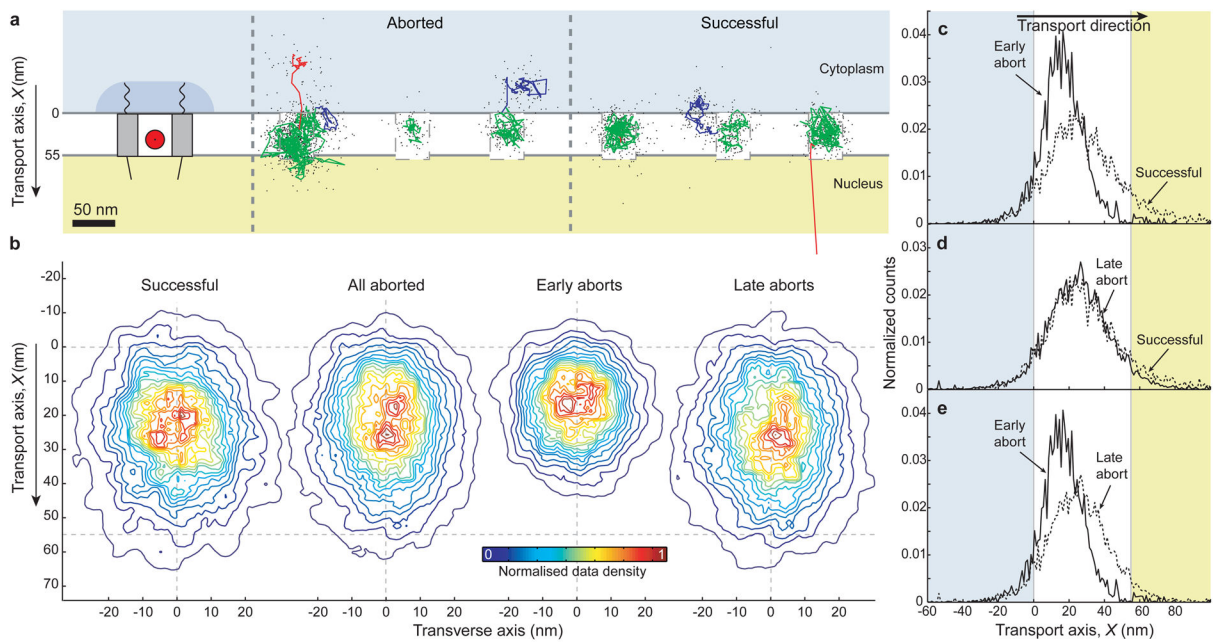 a
Aborted
Successful
Transport axis, X (nm)
0
55
Cytoplasm
Nucleus
50 nm
b
Successful
All aborted
Early aborts
Late aborts
Transport axis, X (nm)
-20
-10
0
10
20
30
40
50
60
70
0
1
Normalised data density
-20 -10 0 10 20
-20 -10 0 10 20
-20 -10 0 10 20
-20 -10 0 10 20
Transverse axis (nm)
Normalized counts
c
Transport direction
Early
abort
Successful
0.04
0.03
0.02
0.01
0
d
Late
abort
Successful
0.03
0.02
0.01
0
e
Early
abort
Late
abort
0.04
0.03
0.02
0.01
0
-60 -40 -20 0 20 40 60 80
Transport axis, X (nm)